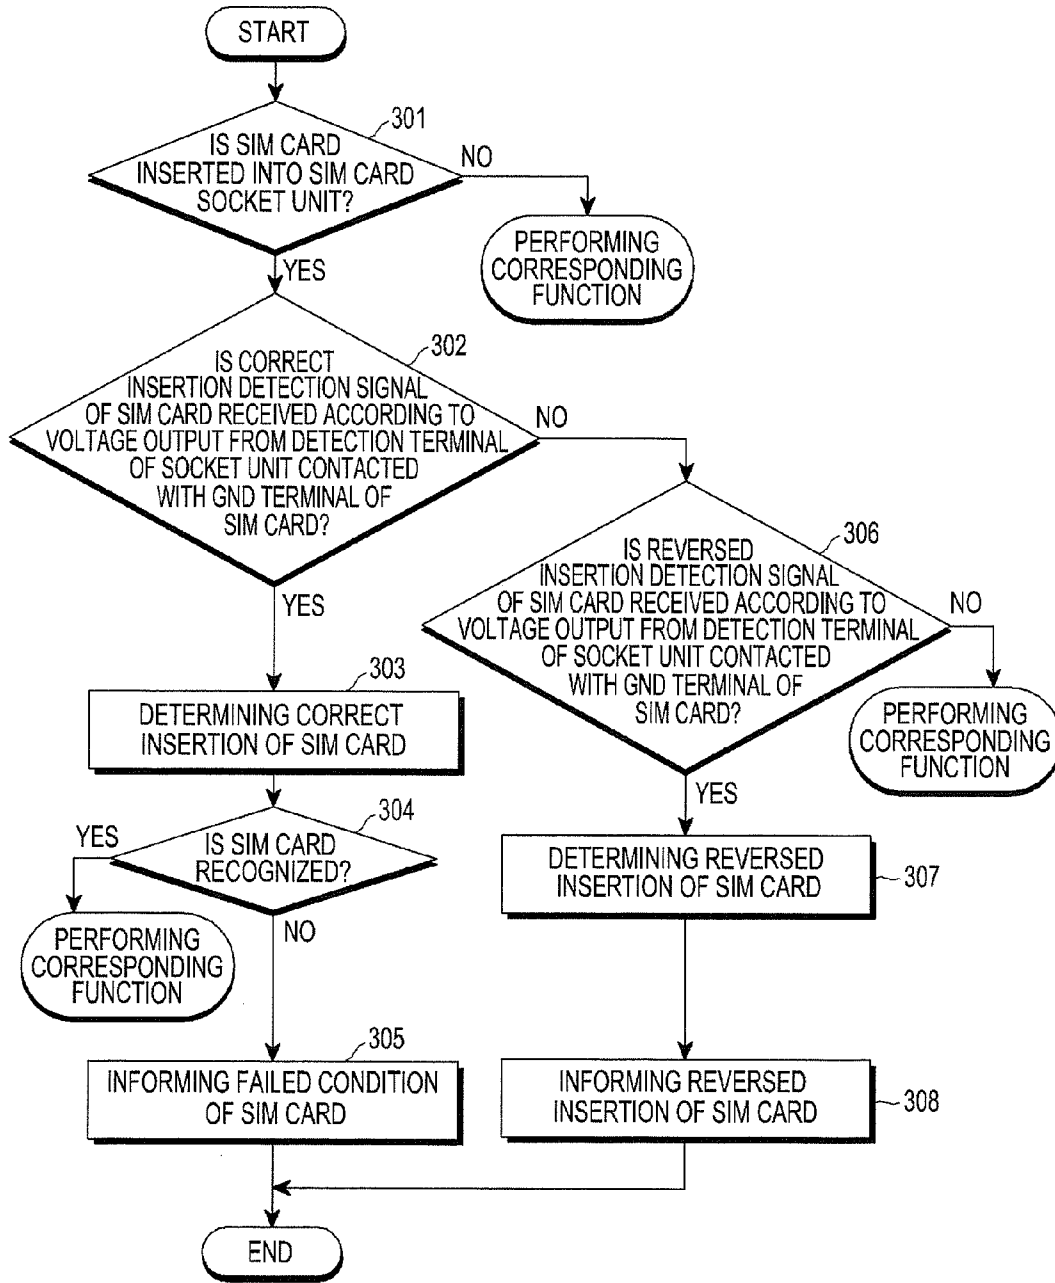 START
301
IS SIM CARD
INSERTED INTO SIM CARD
SOCKET UNIT?
NO
PERFORMING
CORRESPONDING
FUNCTION
YES
302
IS CORRECT
INSERTION DETECTION SIGNAL
OF SIM CARD RECEIVED ACCORDING TO
VOLTAGE OUTPUT FROM DETECTION TERMINAL
OF SOCKET UNIT CONTACTED
WITH GND TERMINAL OF
SIM CARD?
NO
YES
306
IS REVERSED
INSERTION DETECTION SIGNAL
OF SIM CARD RECEIVED ACCORDING TO
VOLTAGE OUTPUT FROM DETECTION TERMINAL
OF SOCKET UNIT CONTACTED
WITH GND TERMINAL OF
SIM CARD?
NO
PERFORMING
CORRESPONDING
FUNCTION
YES
303
DETERMINING CORRECT
INSERTION OF SIM CARD
304
IS SIM CARD
RECOGNIZED?
YES
PERFORMING
CORRESPONDING
FUNCTION
NO
DETERMINING REVERSED
INSERTION OF SIM CARD
307
305
INFORMING FAILED CONDITION
OF SIM CARD
INFORMING REVERSED
INSERTION OF SIM CARD
308
END